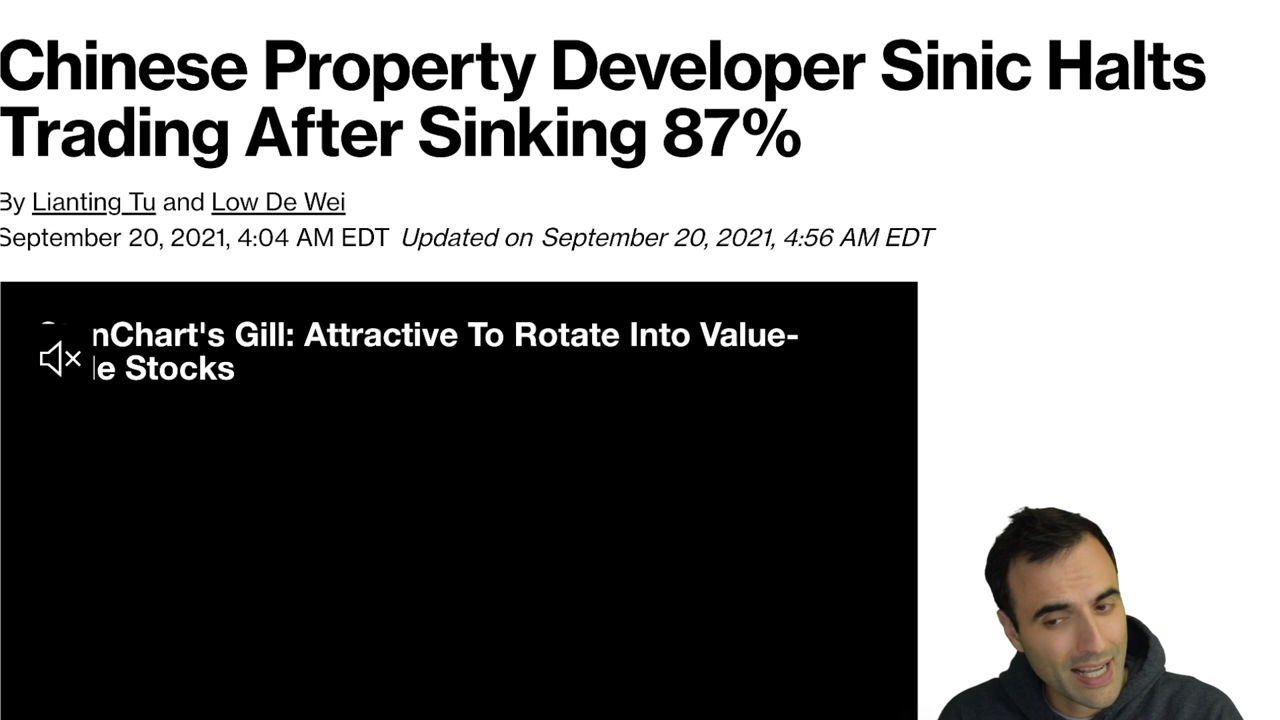 Chinese Property Developer Sinic Halts
Trading After Sinking 87%
By Lianting Tu and Low De Wei
September 20, 2021, 4:04 AM EDT Updated on September 20, 2021, 4:56 AM EDT
Gill: Attractive To Rotate Into Value-
Stocks